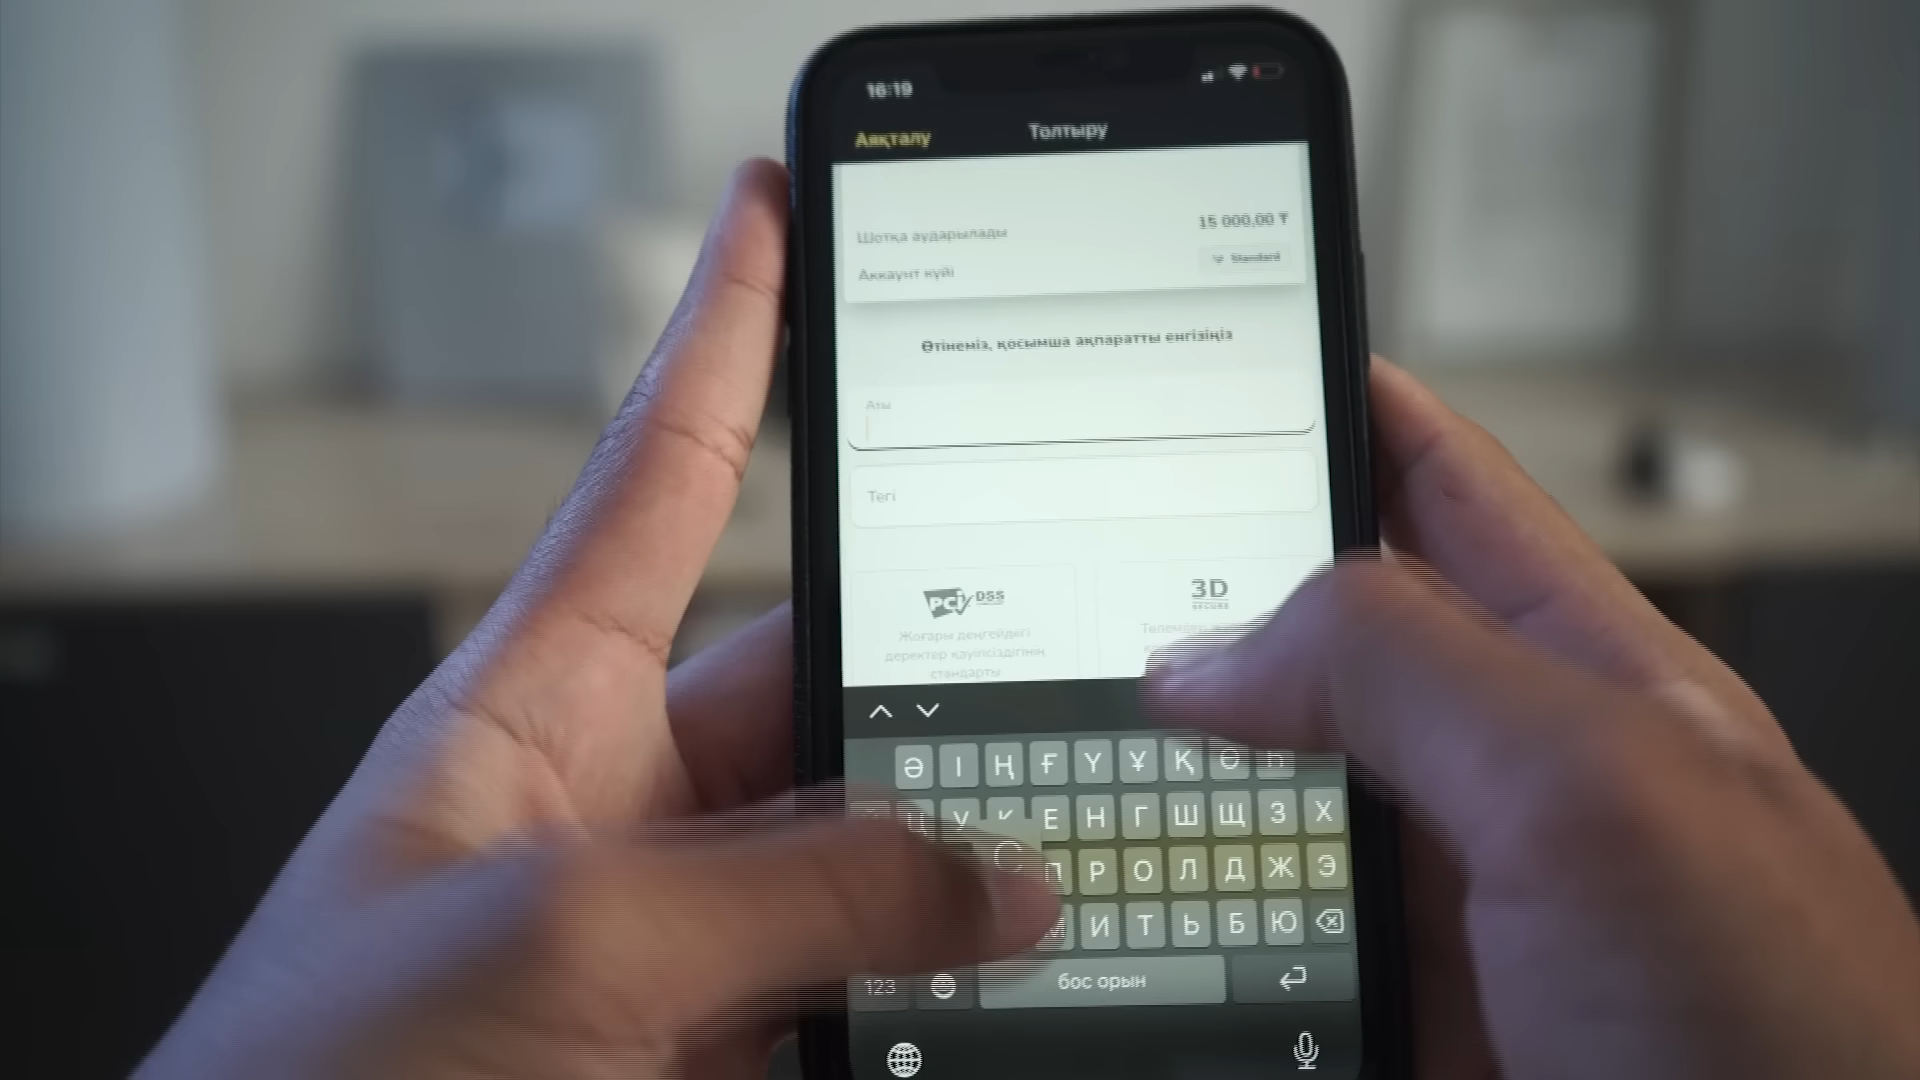 16:19
Аяқталу
Толтыру
Шотқа аударылады
15 000,00 ₸
Аккаунт күйі
Standard
Өтінеміз, қосымша ақпаратты енгізіңіз
Аты
Тегі
PCI DSS
Жоғары деңгейдегі
деректер қауіпсіздігінің
стандарты
3D
SECURE
Ә І Ң Ғ Ү Ұ Қ Ө Һ
У К Е Н Г Ш Щ З Х
С П Р О Л Д Ж Э
М И Т Ь Б Ю
123
бос орын